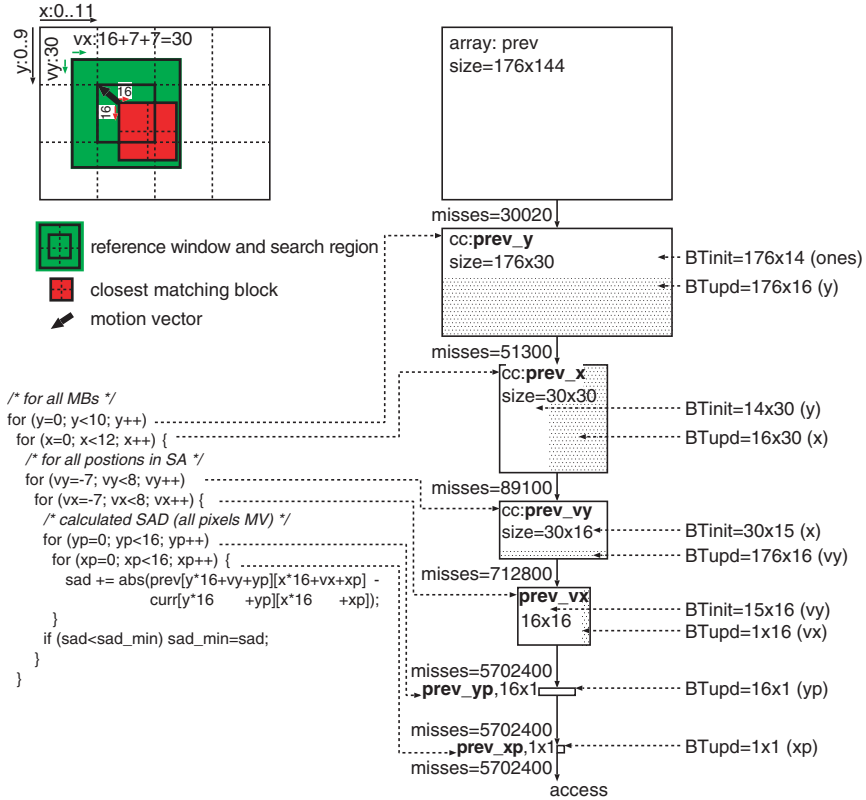 x:0..11
y:0..9
vx:16+7+7=30
vy:30
16
16
reference window and search region
closest matching block
motion vector
/* for all MBs */
for (y=0; y<10; y++)
for (x=0; x<12; x++) {
/* for all postions in SA */
for (vy=-7; vy<8; vy++)
for (vx=-7; vx<8; vx++) {
/* calculated SAD (all pixels MV) */
for (yp=0; yp<16; yp++)
for (xp=0; xp<16; xp++) {
sad += abs(prev[y*16+vy+yp][x*16+vx+xp] -
curr[y*16 +yp][x*16 +xp]);
}
if (sad<sad_min) sad_min=sad;
}
}
array: prev
size=176x144
misses=30020
cc:prev_y
size=176x30
BTinit=176x14 (ones)
BTupd=176x16 (y)
misses=51300
cc:prev_x
size=30x30
BTinit=14x30 (y)
BTupd=16x30 (x)
misses=89100
cc:prev_vy
size=30x16
BTinit=30x15 (x)
BTupd=176x16 (vy)
misses=712800
prev_vx
16x16
BTinit=15x16 (vy)
BTupd=1x16 (vx)
misses=5702400
prev_yp,16x1
BTupd=16x1 (yp)
misses=5702400
prev_xp,1x1
BTupd=1x1 (xp)
misses=5702400
access